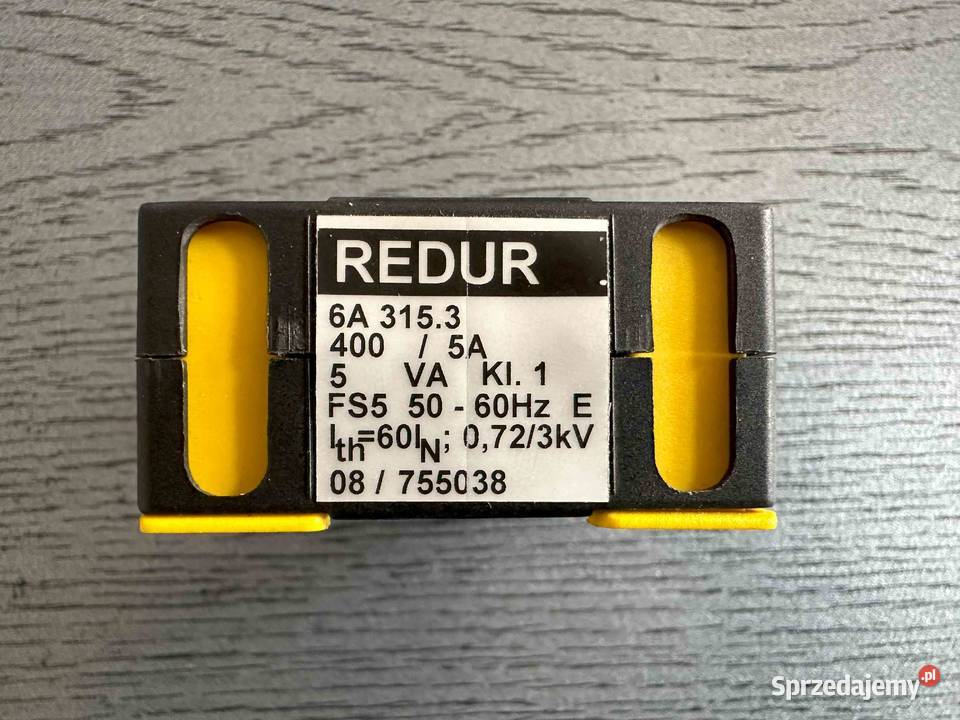 REDUR
6A 315.3
400 / 5A
5 VA Kl. 1
FS5 50 - 60Hz E
Ith=60IN; 0,72/3kV
08 / 755038
Sprzedajemy.pl